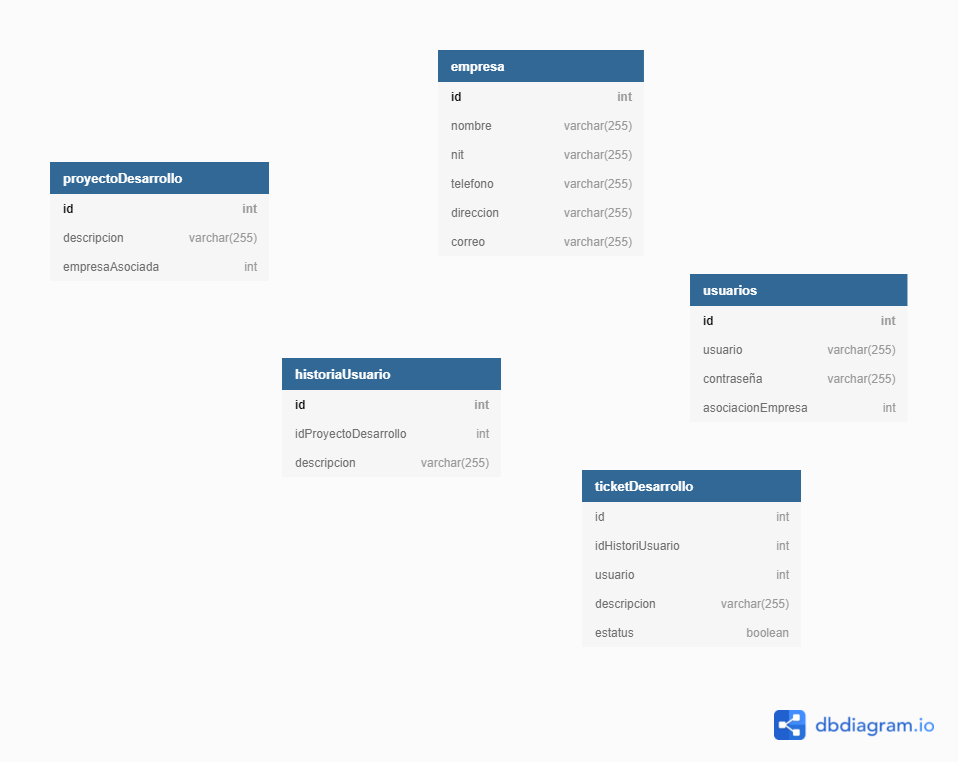 empresa
id int
nombre varchar(255)
nit varchar(255)
telefono varchar(255)
direccion varchar(255)
correo varchar(255)
proyectoDesarrollo
id int
descripcion varchar(255)
empresaAsociada int
usuarios
id int
usuario varchar(255)
contraseña varchar(255)
asociacionEmpresa int
historiaUsuario
id int
idProyectoDesarrollo int
descripcion varchar(255)
ticketDesarrollo
id int
idHistoriUsuario int
usuario int
descripcion varchar(255)
estatus boolean
dbdiagram.io